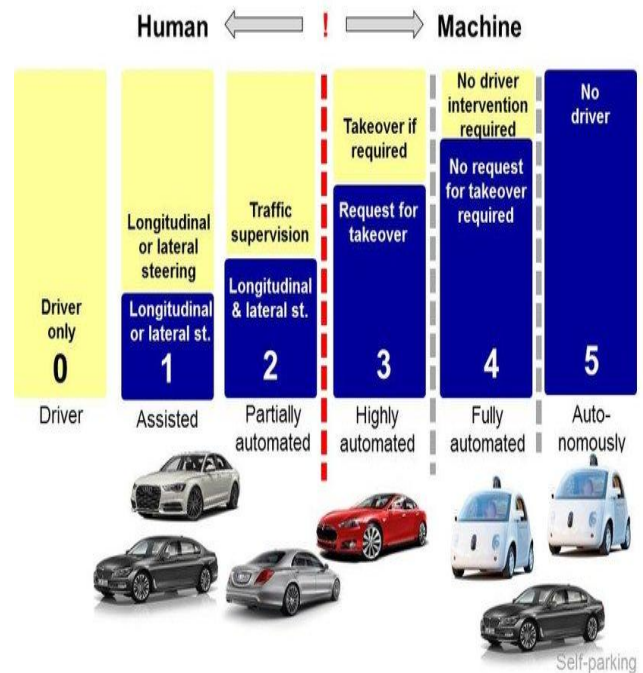 Human ! Machine
Driver
only
0
Driver
Longitudinal
or lateral
steering
Longitudinal
or lateral st.
1
Assisted
Traffic
supervision
Longitudinal
& lateral st.
2
Partially
automated
Takeover if
required
Request for
takeover
3
Highly
automated
No driver
intervention
required
No request
for takeover
required
4
Fully
automated
No
driver
5
Auto-
nomously
Self-parking